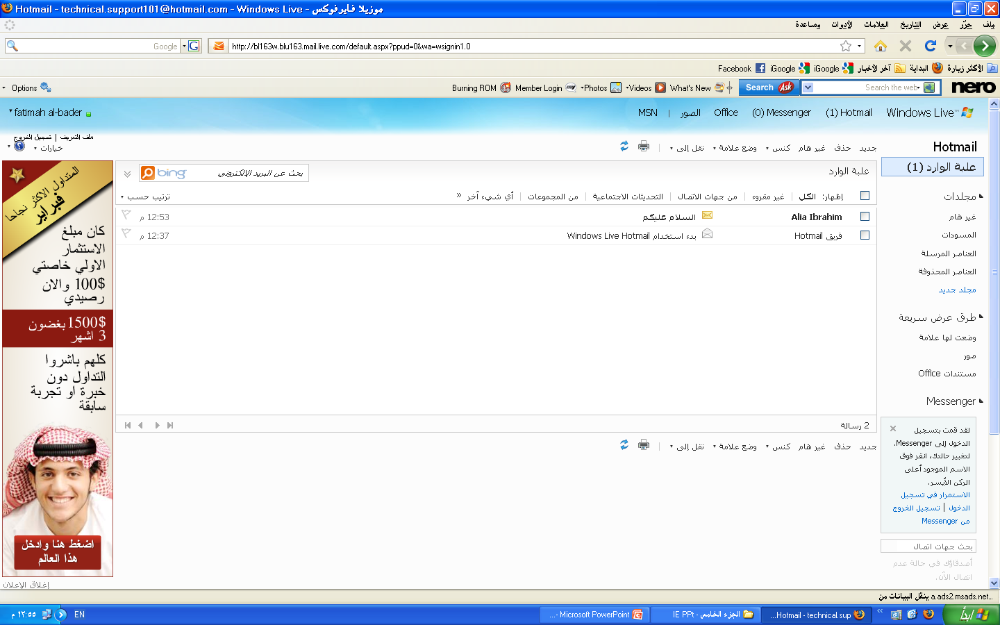 Hotmail - technical.support101@hotmail.com - Windows Live - موزيلا فايرفوكس
ملف حرّر عرض التاريخ العلامات الأدوات مساعدة
http://bl163w.blu163.mail.live.com/default.aspx?ppud=0&wa=wsignin1.0
Google
الأكثر زيارة البداية آخر الأخبار iGoogle iGoogle Facebook
nero Search the web Ask Search What's New Videos Photos Member Login Burning ROM Options
Windows Live™ Hotmail (1) Messenger (0) Office الصور | MSN
fatimah al-bader
ملف التعريف | تسجيل الخروج
Hotmail
جديد حذف غير هام كنس وضع علامة نقل إلى
خيارات
علبة الوارد (1)
مجلدات
غير هام
المسودات
العناصر المرسلة
العناصر المحذوفة
مجلد جديد
طرق عرض سريعة
وضعت لها علامة
صور
مستندات Office
Messenger
لقد قمت بتسجيل
الدخول إلى Messenger.
لتغيير حالتك، انقر فوق
الاسم الموجود أعلى
الركن الأيسر.
الاستمرار في تسجيل
الدخول | تسجيل الخروج
من Messenger
بحث جهات اتصال
أصدقاؤك في حالة عدم
اتصال الآن.
علبة الوارد
بحث عن البريد الإلكتروني bing
إظهار: الكل غير مقروء من جهات الاتصال التحديثات الاجتماعية من المجموعات أي شيء آخر »
ترتيب حسب
Alia Ibrahim السلام عليكم 12:53 م
فريق Hotmail بدء استخدام Windows Live Hotmail 12:37 م
2 رسالة
جديد حذف غير هام كنس وضع علامة نقل إلى
المتداول الاكثر نجاحا
فبراير
كان مبلغ
الاستثمار
الاولي خاصتي
100$ والان
رصيدي
1500$ بغضون
3 اشهر
كلهم باشروا
التداول دون
خبرة او تجربة
سابقة
اضغط هنا وادخل
هذا العالم
إغلاق الإعلان
ينقل البيانات من a.ads2.msads.net...
ابدأ
Hotmail - technical.sup...
الجزء الخامس - IE PPt
Microsoft PowerPoint - ...
EN
١٢:٥٥ م